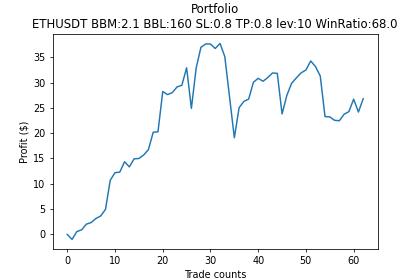 Portfolio
ETHUSDT BBM:2.1 BBL:160 SL:0.8 TP:0.8 lev:10 WinRatio:68.0
Profit ($)
35
30
25
20
15
10
5
0
0 10 20 30 40 50 60
Trade counts